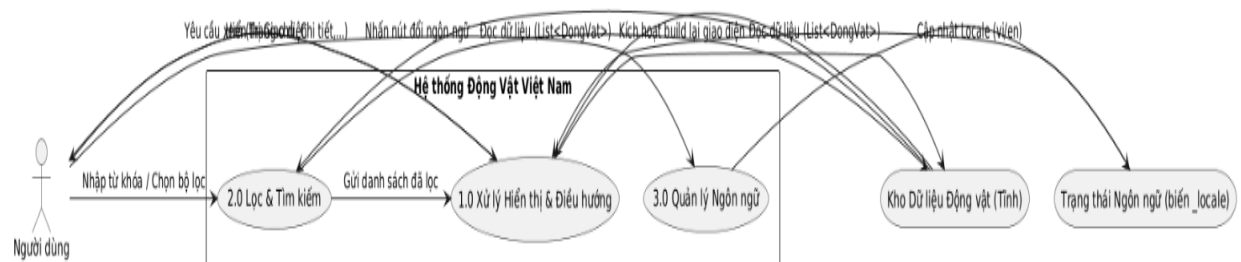 Yêu cầu
Nhấn nút đổi ngôn ngữ
Đọc dữ liệu (List<DongVat>)
Kích hoạt build lại giao diện
Đọc dữ liệu (List<DongVat>)
Cập nhật Locale (vi/en)
Hệ thống Động Vật Việt Nam
Nhập từ khóa / Chọn bộ lọc
2.0 Lọc & Tìm kiếm
Gửi danh sách đã lọc
1.0 Xử lý Hiển thị & Điều hướng
3.0 Quản lý Ngôn ngữ
Kho Dữ liệu Động vật (Tĩnh)
Trạng thái Ngôn ngữ (biến _locale)
Người dùng